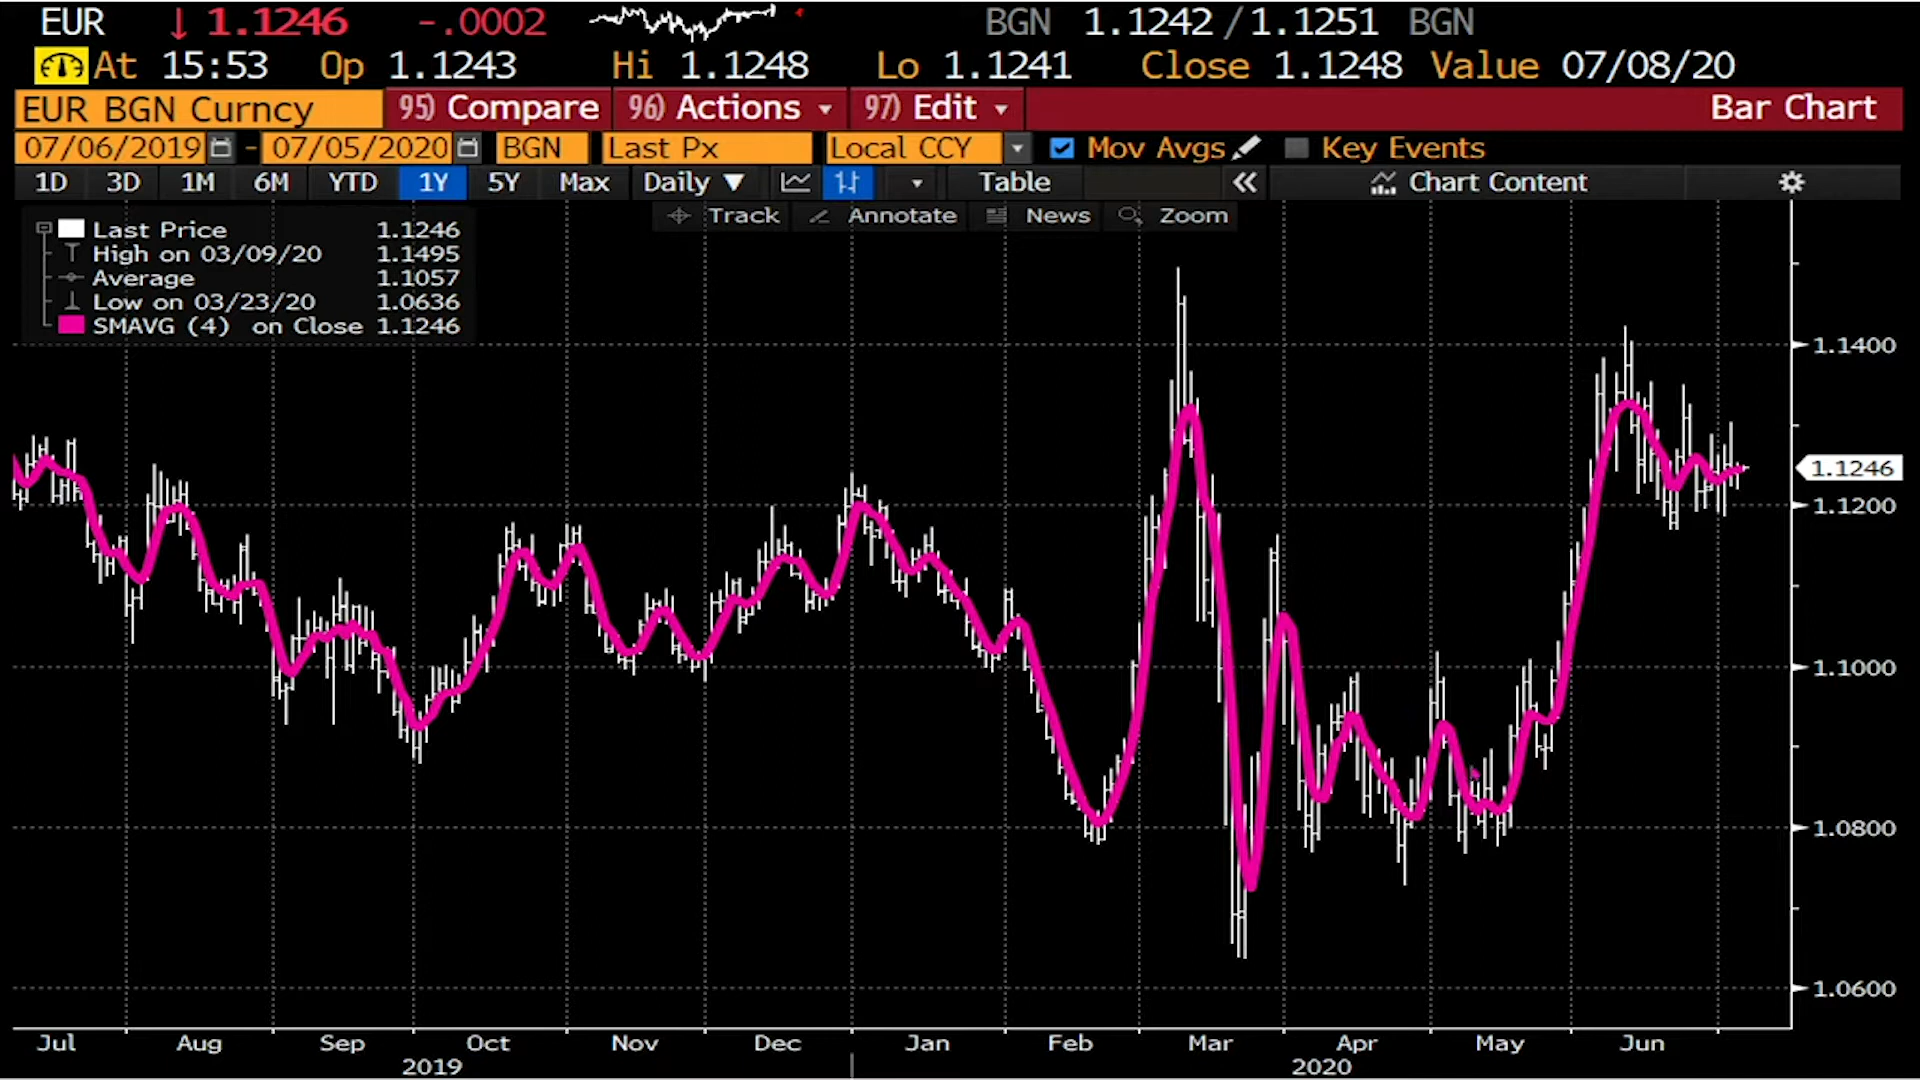 EUR ↓ 1.1246 -.0002 BGN 1.1242 / 1.1251 BGN
At 15:53 Op 1.1243 Hi 1.1248 Lo 1.1241 Close 1.1248 Value 07/08/20
EUR BGN Curncy 95) Compare 96) Actions 97) Edit Bar Chart
07/06/2019 - 07/05/2020 BGN Last Px Local CCY Mov Avgs Key Events
1D 3D 1M 6M YTD 1Y 5Y Max Daily ▼ Table « Chart Content
Track Annotate News Zoom
Last Price 1.1246
High on 03/09/20 1.1495
Average 1.1057
Low on 03/23/20 1.0636
SMAVG (4) on Close 1.1246
1.1400
1.1246
1.1200
1.1000
1.0800
1.0600
Jul Aug Sep Oct Nov Dec Jan Feb Mar Apr May Jun
2019 2020